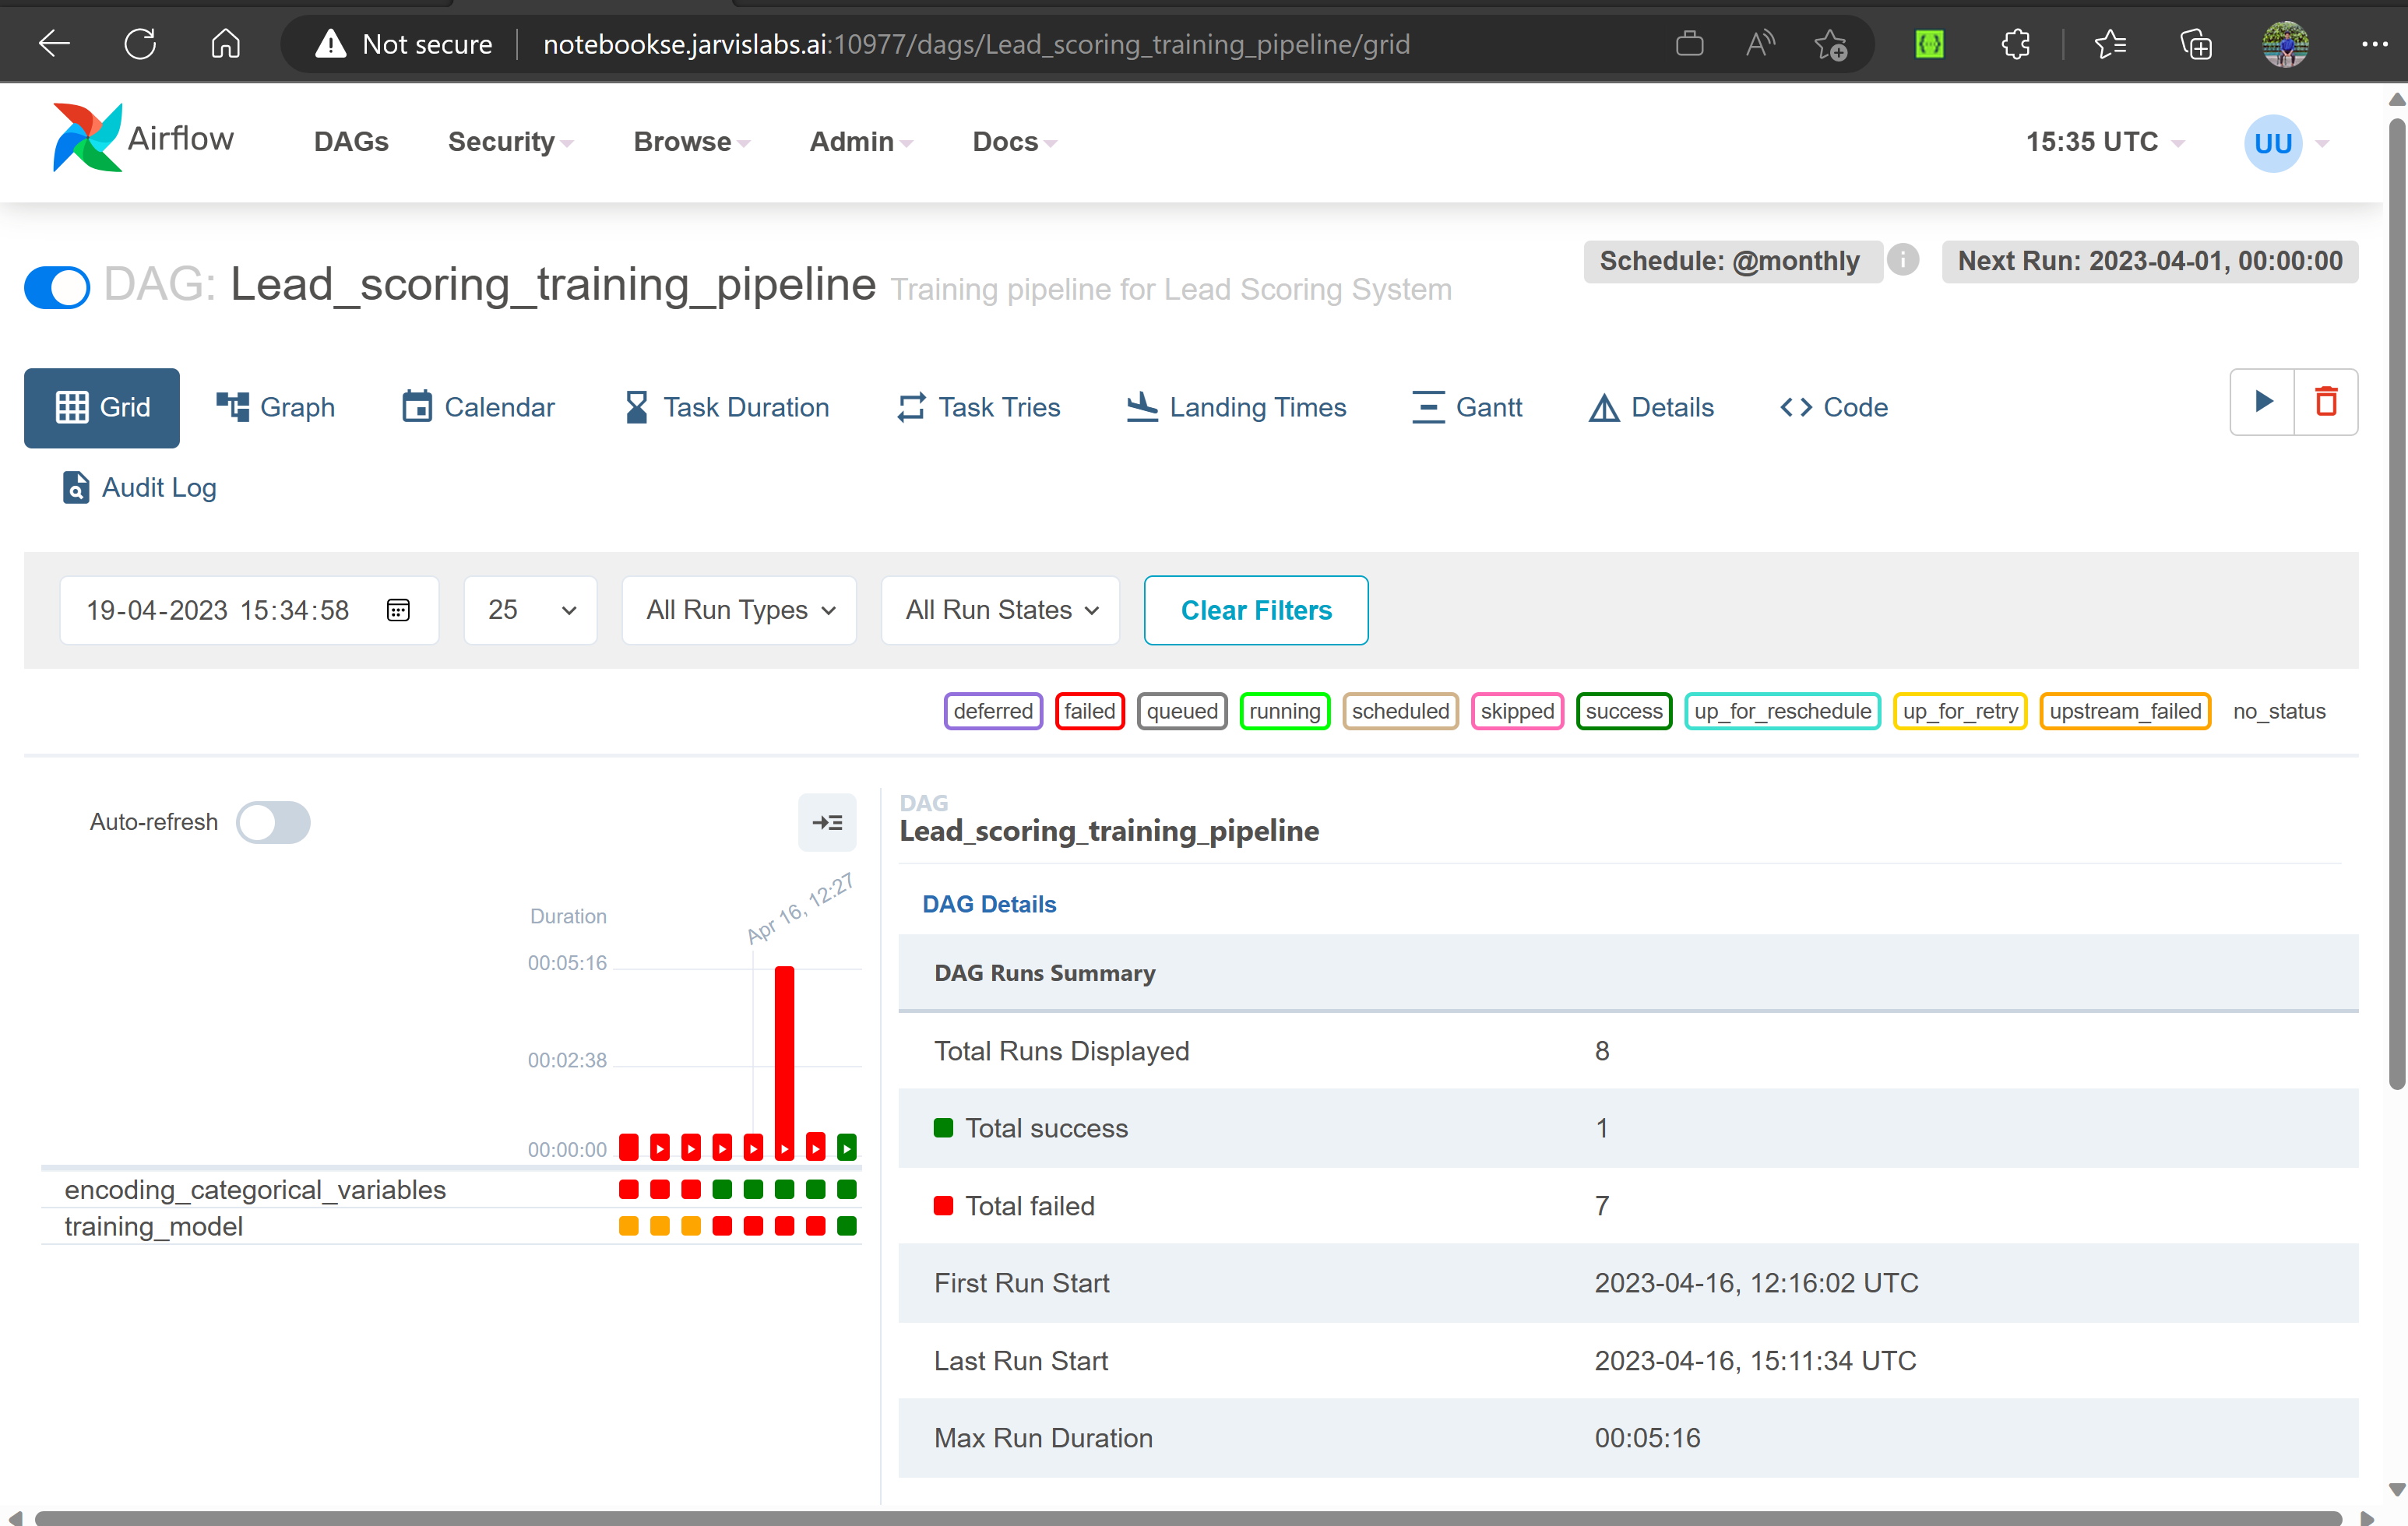 Not secure notebookse.jarvislabs.ai:10977/dags/Lead_scoring_training_pipeline/grid
Airflow DAGs Security Browse Admin Docs 15:35 UTC UU
Schedule: @monthly i Next Run: 2023-04-01, 00:00:00
DAG: Lead_scoring_training_pipeline Training pipeline for Lead Scoring System
Grid Graph Calendar Task Duration Task Tries Landing Times Gantt Details Code
Audit Log
19-04-2023 15:34:58 25 All Run Types All Run States Clear Filters
deferred failed queued running scheduled skipped success up_for_reschedule up_for_retry upstream_failed no_status
Auto-refresh
Apr 16, 12:27
Duration
00:05:16
00:02:38
00:00:00
encoding_categorical_variables
training_model
DAG
Lead_scoring_training_pipeline
DAG Details
DAG Runs Summary
Total Runs Displayed 8
Total success 1
Total failed 7
First Run Start 2023-04-16, 12:16:02 UTC
Last Run Start 2023-04-16, 15:11:34 UTC
Max Run Duration 00:05:16